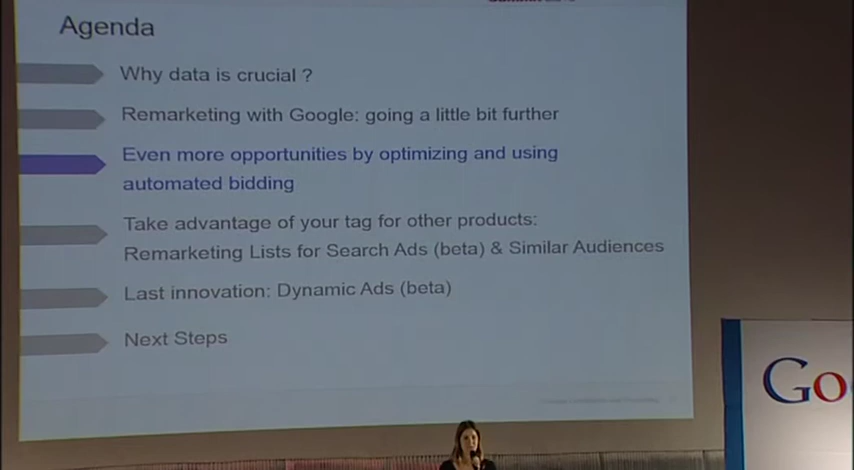 Agenda
Why data is crucial ?
Remarketing with Google: going a little bit further
Even more opportunities by optimizing and using
automated bidding
Take advantage of your tag for other products:
Remarketing Lists for Search Ads (beta) & Similar Audiences
Last innovation: Dynamic Ads (beta)
Next Steps
Go